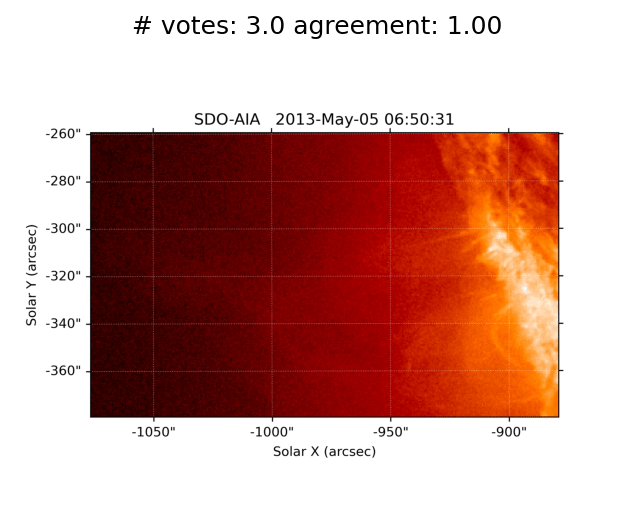 # votes: 3.0 agreement: 1.00
SDO-AIA   2013-May-05 06:50:31
-260"
-280"
-300"
-320"
-340"
-360"
Solar Y (arcsec)
-1050"
-1000"
-950"
-900"
Solar X (arcsec)